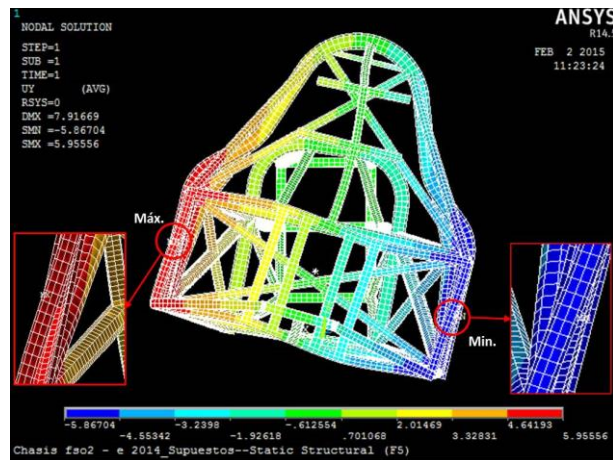 1
NODAL SOLUTION
STEP=1
SUB =1
TIME=1
UY (AVG)
RSYS=0
DMX=7.91669
SMN=-5.86704
SMX=5.95556
ANSYS
R14.5
FEB 2 2015
11:23:24
Máx.
Min.
-5.86704 -3.2398 -.612554 2.01469 4.64193
-4.55342 -1.92618 .701068 3.32831 5.95556
Chasis fso2 - e 2014_Supuestos--Static Structural (F5)